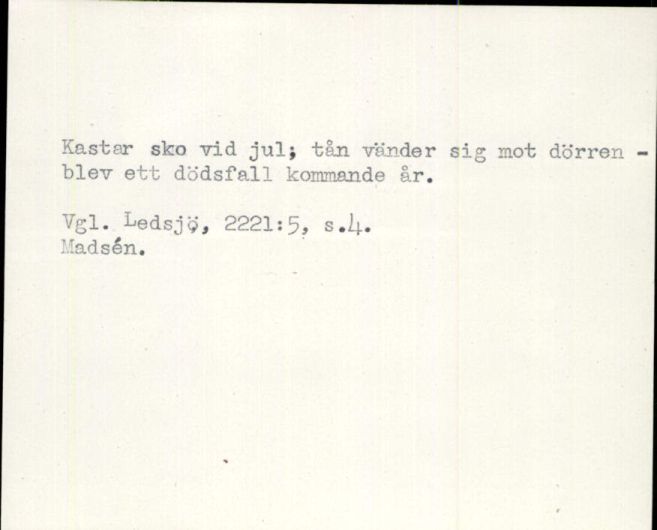 Kastar sko vid jul; tån vänder sig mot dörren -
blev ett dödsfall kommande år.
Vgl. Ledsjö, 2221:5, s.4.
Madsén.